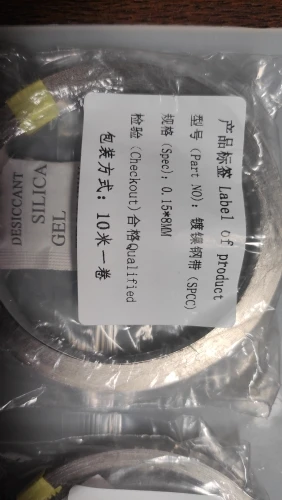 产品标签 Label of product
型号 (Part NO): 镀镍钢带 (SPCC)
规格 (Spec): 0.15*8MM
检验 (Checkout) 合格 Qualified
包装方式: 10米一卷
DESICCANT
SILICA
GEL